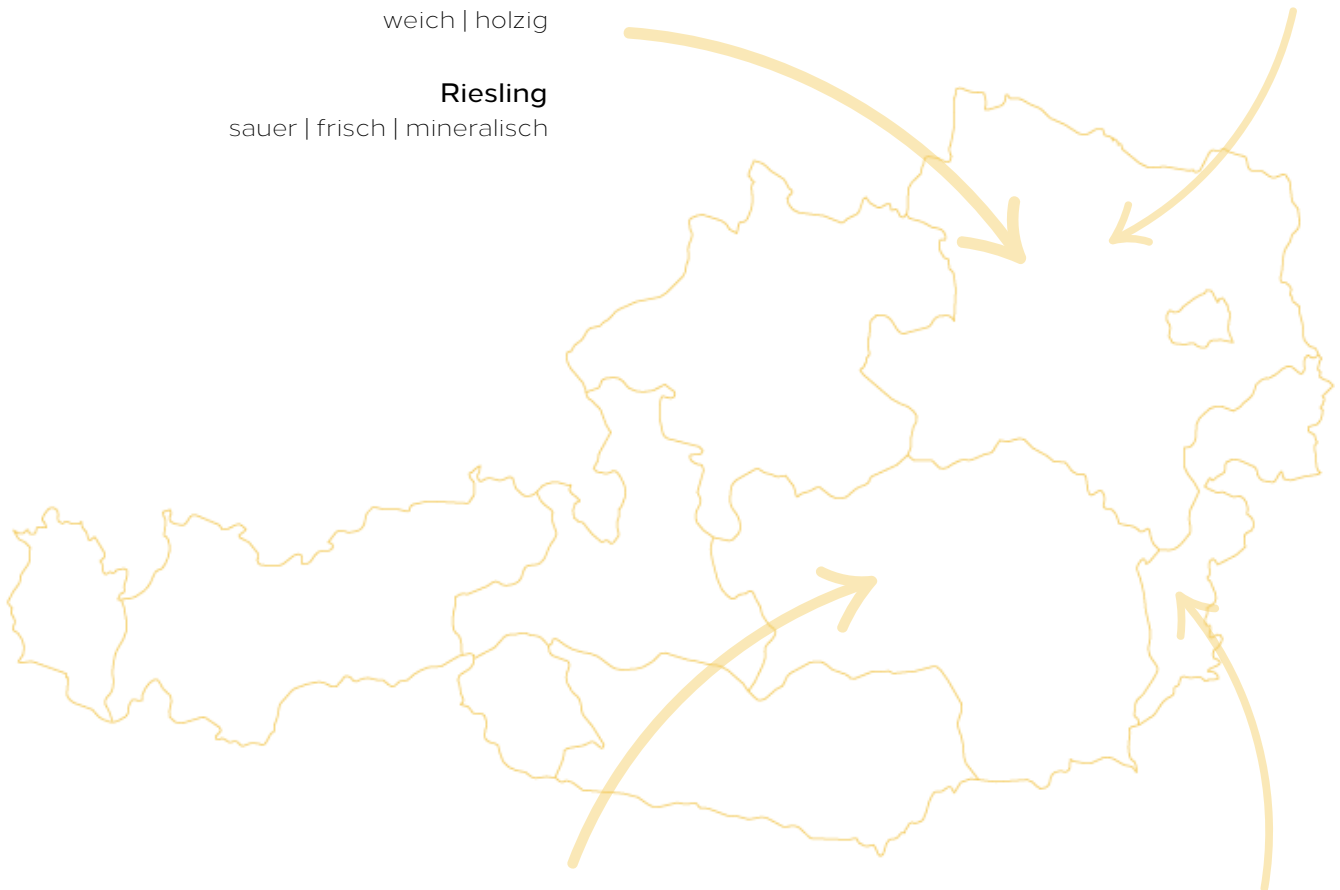 weich | holzig
Riesling
sauer | frisch | mineralisch